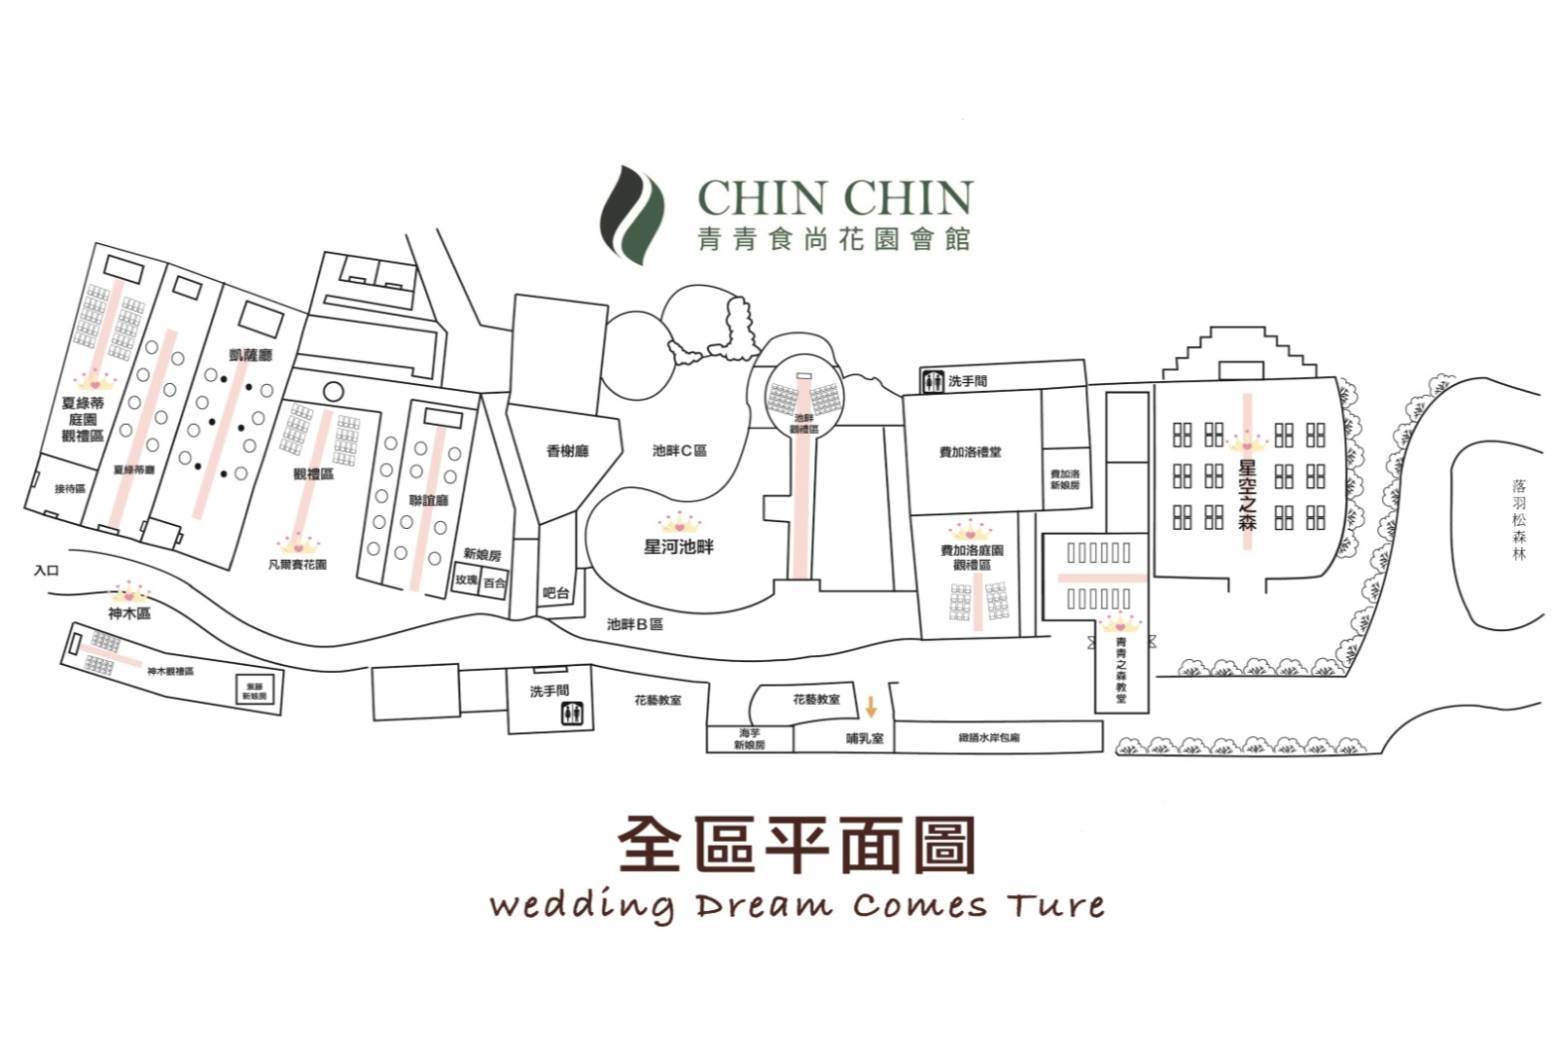 CHIN CHIN
青青食尚花園會館
凱薩廳
夏綠蒂
庭園
觀禮區
夏綠蒂廳
接待區
觀禮區
凡爾賽花園
聯誼廳
新娘房
玫瑰
百合
香榭廳
吧台
池畔C區
星河池畔
池畔B區
池畔
觀禮區
洗手間
費加洛禮堂
費加洛
新娘房
費加洛庭園
觀禮區
星空之森
青青之森教堂
落羽松森林
入口
神木區
神木觀禮區
紫藤
新娘房
洗手間
花藝教室
花藝教室
海芋
新娘房
哺乳室
緻膳水岸包廂
全區平面圖
wedding Dream Comes Ture